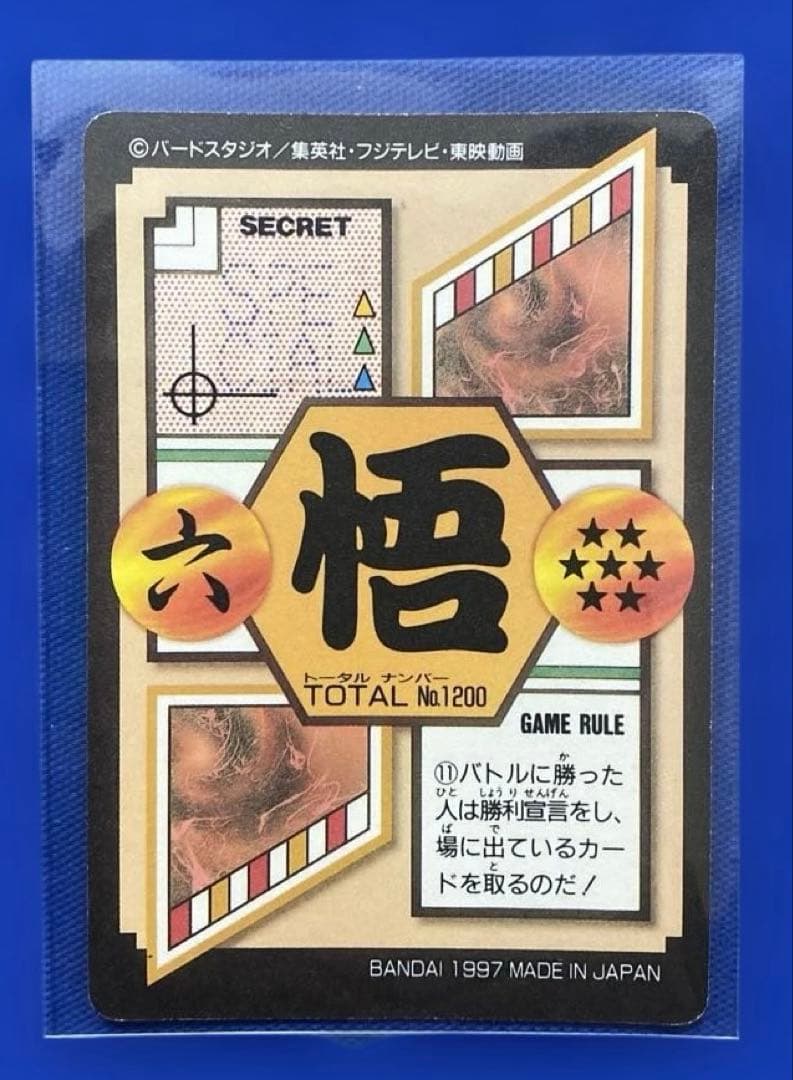 ©バードスタジオ／集英社・フジテレビ・東映動画
SECRET
悟
六
トータル ナンバー
TOTAL No.1200
GAME RULE
⑪バトルに勝った
人は勝利宣言をし、
場に出ているカー
ドを取るのだ！
BANDAI 1997 MADE IN JAPAN